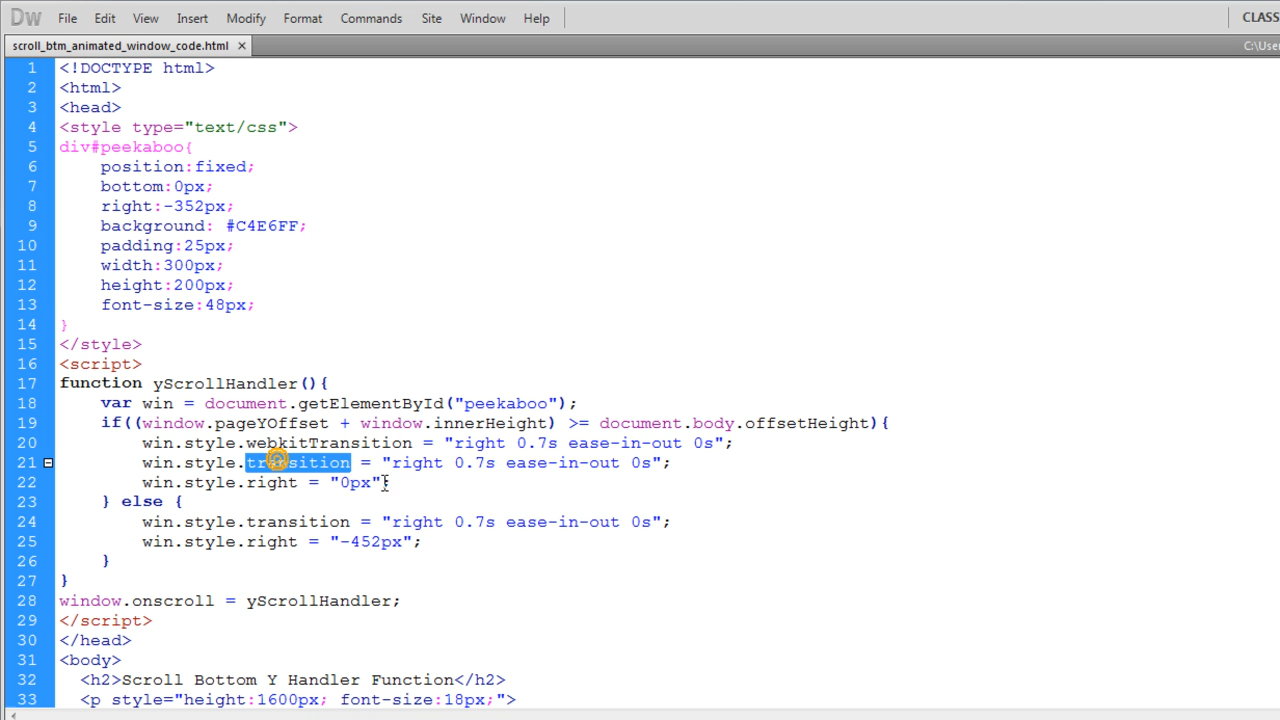 Dw File Edit View Insert Modify Format Commands Site Window Help CLASS
scroll_btm_animated_window_code.html × C:\User
1 <!DOCTYPE html>
2 <html>
3 <head>
4 <style type="text/css">
5 div#peekaboo{
6 position:fixed;
7 bottom:0px;
8 right:-352px;
9 background: #C4E6FF;
10 padding:25px;
11 width:300px;
12 height:200px;
13 font-size:48px;
14 }
15 </style>
16 <script>
17 function yScrollHandler(){
18 var win = document.getElementById("peekaboo");
19 if((window.pageYOffset + window.innerHeight) >= document.body.offsetHeight){
20 win.style.webkitTransition = "right 0.7s ease-in-out 0s";
21 win.style.transition = "right 0.7s ease-in-out 0s";
22 win.style.right = "0px";
23 } else {
24 win.style.transition = "right 0.7s ease-in-out 0s";
25 win.style.right = "-452px";
26 }
27 }
28 window.onscroll = yScrollHandler;
29 </script>
30 </head>
31 <body>
32 <h2>Scroll Bottom Y Handler Function</h2>
33 <p style="height:1600px; font-size:18px;">